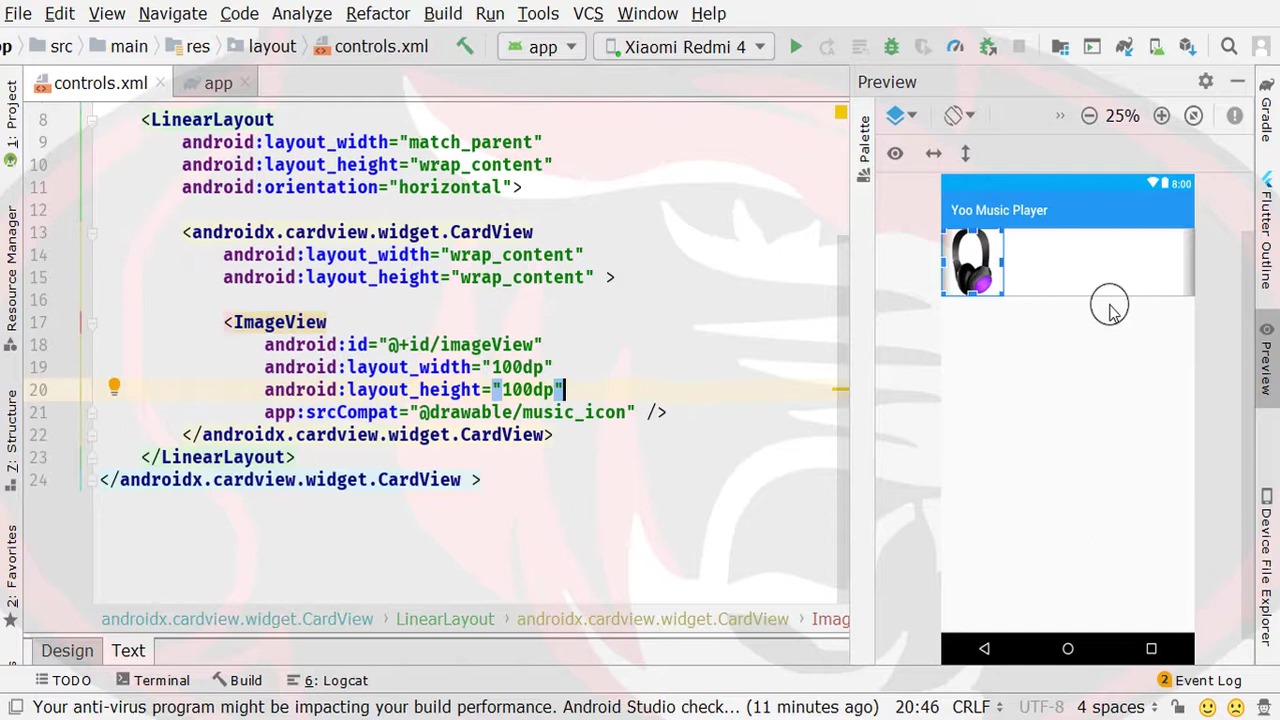 File Edit View Navigate Code Analyze Refactor Build Run Tools VCS Window Help
p src main res layout controls.xml app Xiaomi Redmi 4
controls.xml app Preview
1: Project
Resource Manager
7: Structure
2: Favorites
8 <LinearLayout
9 android:layout_width="match_parent"
10 android:layout_height="wrap_content"
11 android:orientation="horizontal">
12
13 <androidx.cardview.widget.CardView
14 android:layout_width="wrap_content"
15 android:layout_height="wrap_content" >
16
17 <ImageView
18 android:id="@+id/imageView"
19 android:layout_width="100dp"
20 android:layout_height="100dp"
21 app:srcCompat="@drawable/music_icon" />
22 </androidx.cardview.widget.CardView>
23 </LinearLayout>
24 </androidx.cardview.widget.CardView >
androidx.cardview.widget.CardView LinearLayout androidx.cardview.widget.CardView Imag
Design Text
Palette
25%
8:00
Yoo Music Player
Gradle
Flutter Outline
Preview
Device File Explorer
TODO Terminal Build 6: Logcat 2 Event Log
Your anti-virus program might be impacting your build performance. Android Studio check... (11 minutes ago) 20:46 CRLF UTF-8 4 spaces